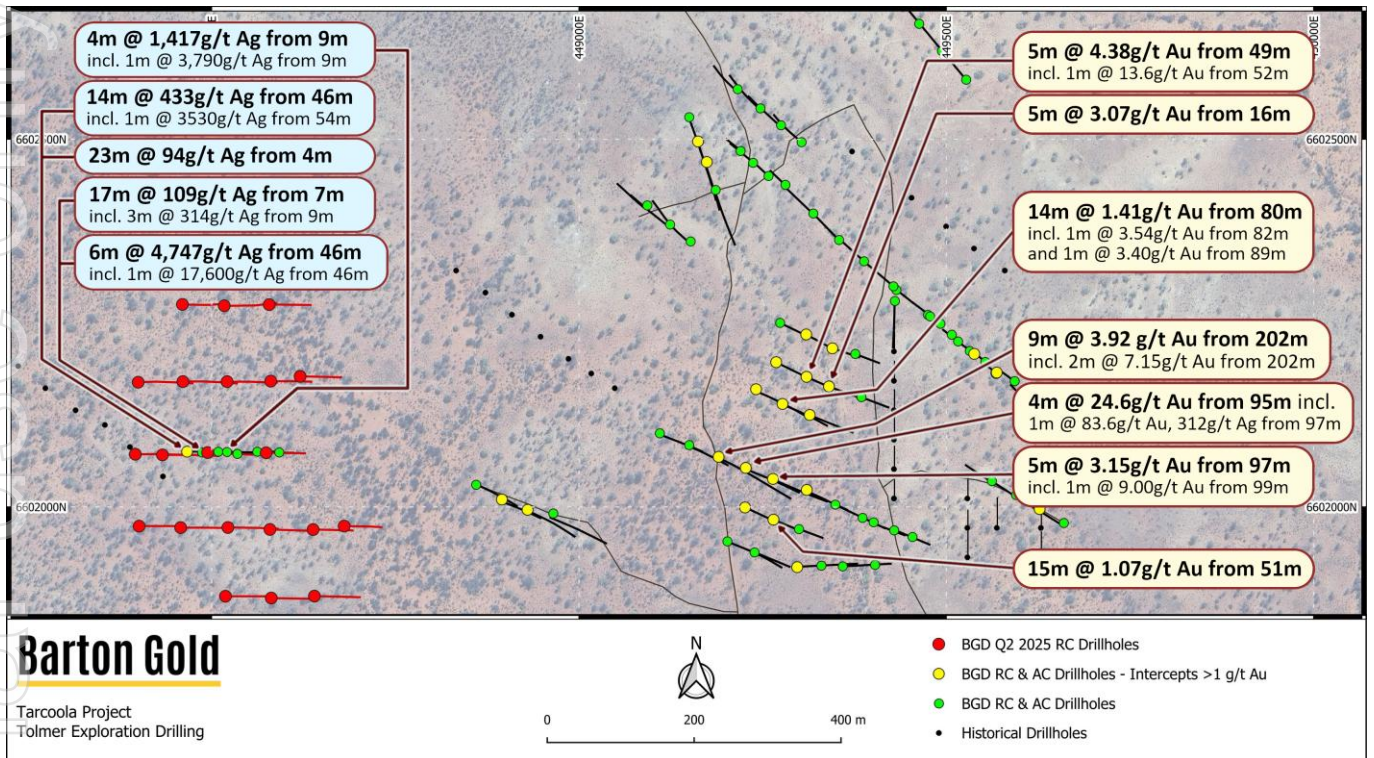 4m @ 1,417g/t Ag from 9m
incl. 1m @ 3,790g/t Ag from 9m
14m @ 433g/t Ag from 46m
incl. 1m @ 3530g/t Ag from 54m
23m @ 94g/t Ag from 4m
17m @ 109g/t Ag from 7m
incl. 3m @ 314g/t Ag from 9m
6m @ 4,747g/t Ag from 46m
incl. 1m @ 17,600g/t Ag from 46m
449000E
449500E
6602500N
6602500N
6602000N
6602000N
5m @ 4.38g/t Au from 49m
incl. 1m @ 13.6g/t Au from 52m
5m @ 3.07g/t Au from 16m
14m @ 1.41g/t Au from 80m
incl. 1m @ 3.54g/t Au from 82m
and 1m @ 3.40g/t Au from 89m
9m @ 3.92 g/t Au from 202m
incl. 2m @ 7.15g/t Au from 202m
4m @ 24.6g/t Au from 95m incl.
1m @ 83.6g/t Au, 312g/t Ag from 97m
5m @ 3.15g/t Au from 97m
incl. 1m @ 9.00g/t Au from 99m
15m @ 1.07g/t Au from 51m
Barton Gold
Tarcoola Project
Tolmer Exploration Drilling
N
0 200 400 m
BGD Q2 2025 RC Drillholes
BGD RC & AC Drillholes - Intercepts >1 g/t Au
BGD RC & AC Drillholes
Historical Drillholes